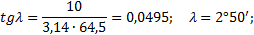 tgλ = 10 / 3,14 · 64,5 = 0,0495;   λ = 2°50′;